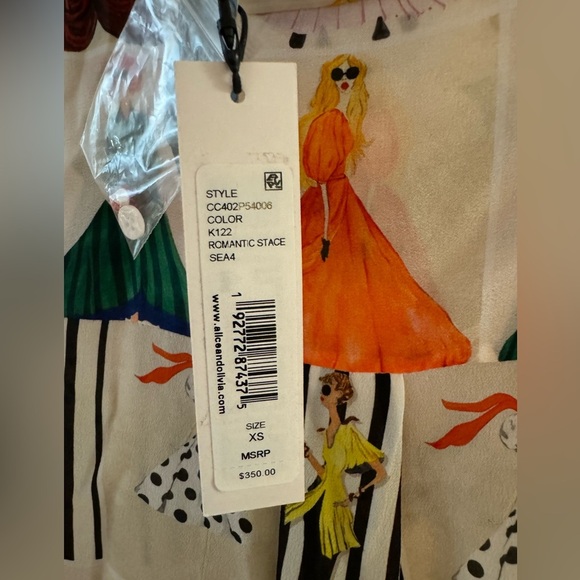 STYLE
CC402P54006
COLOR
K122
ROMANTIC STACE
SEA4
www.aliceandolivia.com
1 92772 87437 5
SIZE
XS
MSRP
$350.00